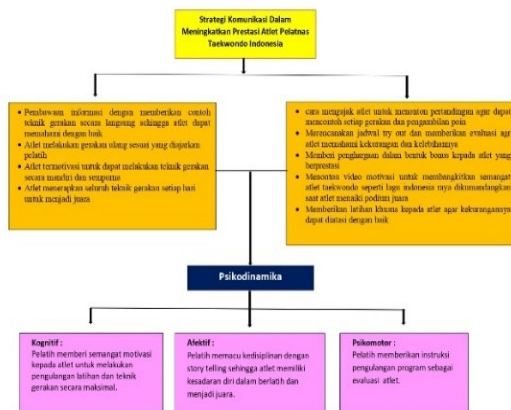 Strategi Komunikasi Dalam
Meningkatkan Prestasi Atlet Pelatnas
Taekwondo Indonesia
• Pembawaan informasi dengan memberikan contoh
teknik gerakan secara langsung sehingga atlet dapat
memahami dengan baik
• Atlet melakukan gerakan ulang sesuai yang diajarkan
pelatih
• Atlet termotivasi untuk dapat melakukan teknik gerakan
secara mandiri dan sempurna
• Atlet menerapkan seluruh teknik gerakan setiap hari
untuk menjadi juara
• cara mengajak atlet untuk menonton pertandingan agar dapat
mencontoh setiap gerakan dan pengambilan poin
• Merencanakan jadwal try out dan memberikan evaluasi agr
atlet memahami kekurangan dan kelebihannya
• Memberi penghargaan dalam bentuk bonus kepada atlet yang
berprestasi
• Menonton video motivasi untuk membangkitkan semangat
atlet taekwondo seperti lagu indonesia raya dikumandangkan
saat atlet menaiki podium juara
• Memberikan latihan khusus kepada atlet agar kekurangannya
dapat diatasi dengan baik
Psikodinamika
Kognitif :
Pelatih memberi semangat motivasi
kepada atlet untuk melakukan
pengulangan latihan dan teknik
gerakan secara maksimal.
Afektif :
Pelatih memacu kedisiplinan dengan
story telling sehingga atlet memiliki
kesadaran diri dalam berlatih dan
menjadi juara.
Psikomotor :
Pelatih memberikan instruksi
pengulangan program sebagai
evaluasi atlet.